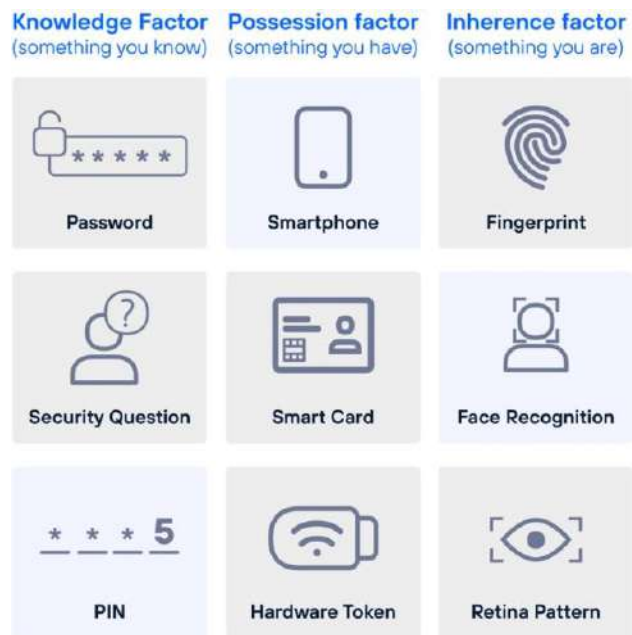 Knowledge Factor
(something you know)
Possession factor
(something you have)
Inherence factor
(something you are)
*****
Password
Smartphone
Fingerprint
?
Security Question
Smart Card
Face Recognition
* * * 5
PIN
Hardware Token
Retina Pattern